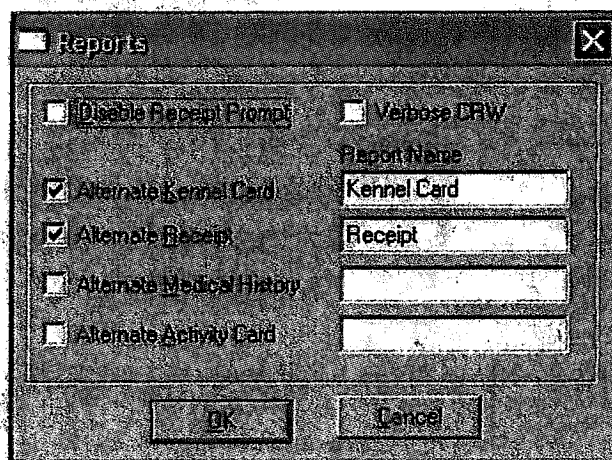 Reports
Disable Receipt Prompt
Verbose CRW
Report Name
Alternate Kennel Card
Kennel Card
Alternate Receipt
Receipt
Alternate Medical History
Alternate Activity Card
OK
Cancel